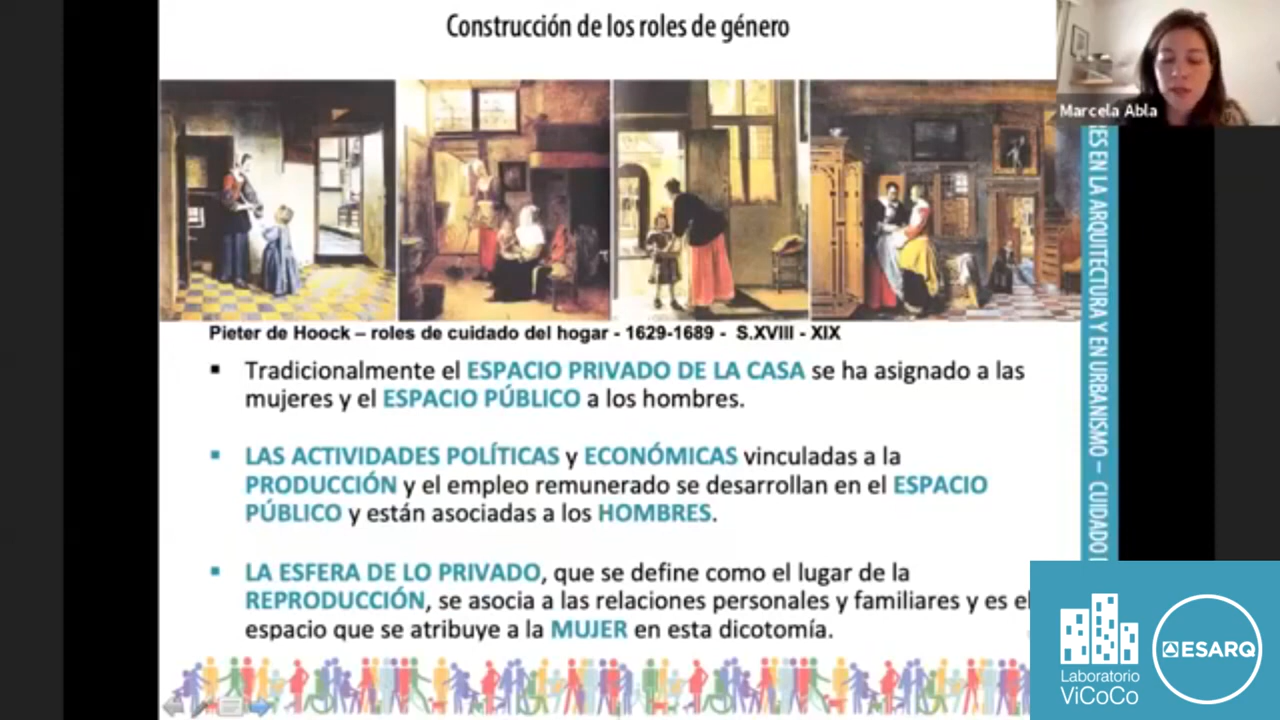 Construcción de los roles de género
Marcela Abla
Pieter de Hoock – roles de cuidado del hogar - 1629-1689 - S.XVIII - XIX
▪ Tradicionalmente el ESPACIO PRIVADO DE LA CASA se ha asignado a las
mujeres y el ESPACIO PÚBLICO a los hombres.
▪ LAS ACTIVIDADES POLÍTICAS y ECONÓMICAS vinculadas a la
PRODUCCIÓN y el empleo remunerado se desarrollan en el ESPACIO
PÚBLICO y están asociadas a los HOMBRES.
▪ LA ESFERA DE LO PRIVADO, que se define como el lugar de la
REPRODUCCIÓN, se asocia a las relaciones personales y familiares y es el
espacio que se atribuye a la MUJER en esta dicotomía.
EN LA ARQUITECTURA Y EN URBANISMO – CUIDADO
Laboratorio
ViCoCo
ESARQ